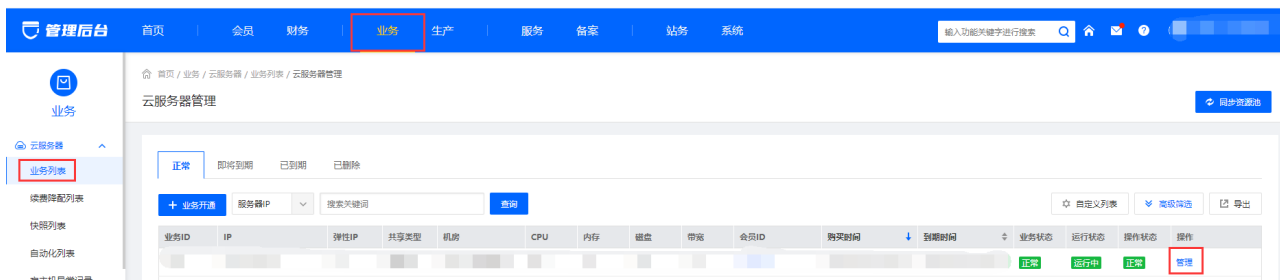 管理后台 首页 会员 财务 业务 生产 服务 备案 站务 系统 输入功能关键字进行搜索
首页 / 业务 / 云服务器 / 业务列表 / 云服务器管理
业务
云服务器管理 同步资源池
云服务器
业务列表
续费降配列表
快照列表
自动化列表
正常 即将到期 已到期 已删除
+ 业务开通 服务器IP 搜索关键词 查询 自定义列表 高级筛选 导出
业务ID IP 弹性IP 共享类型 机房 CPU 内存 磁盘 带宽 会员ID 购买时间 到期时间 业务状态 运行状态 操作状态 操作
正常 运行中 正常 管理